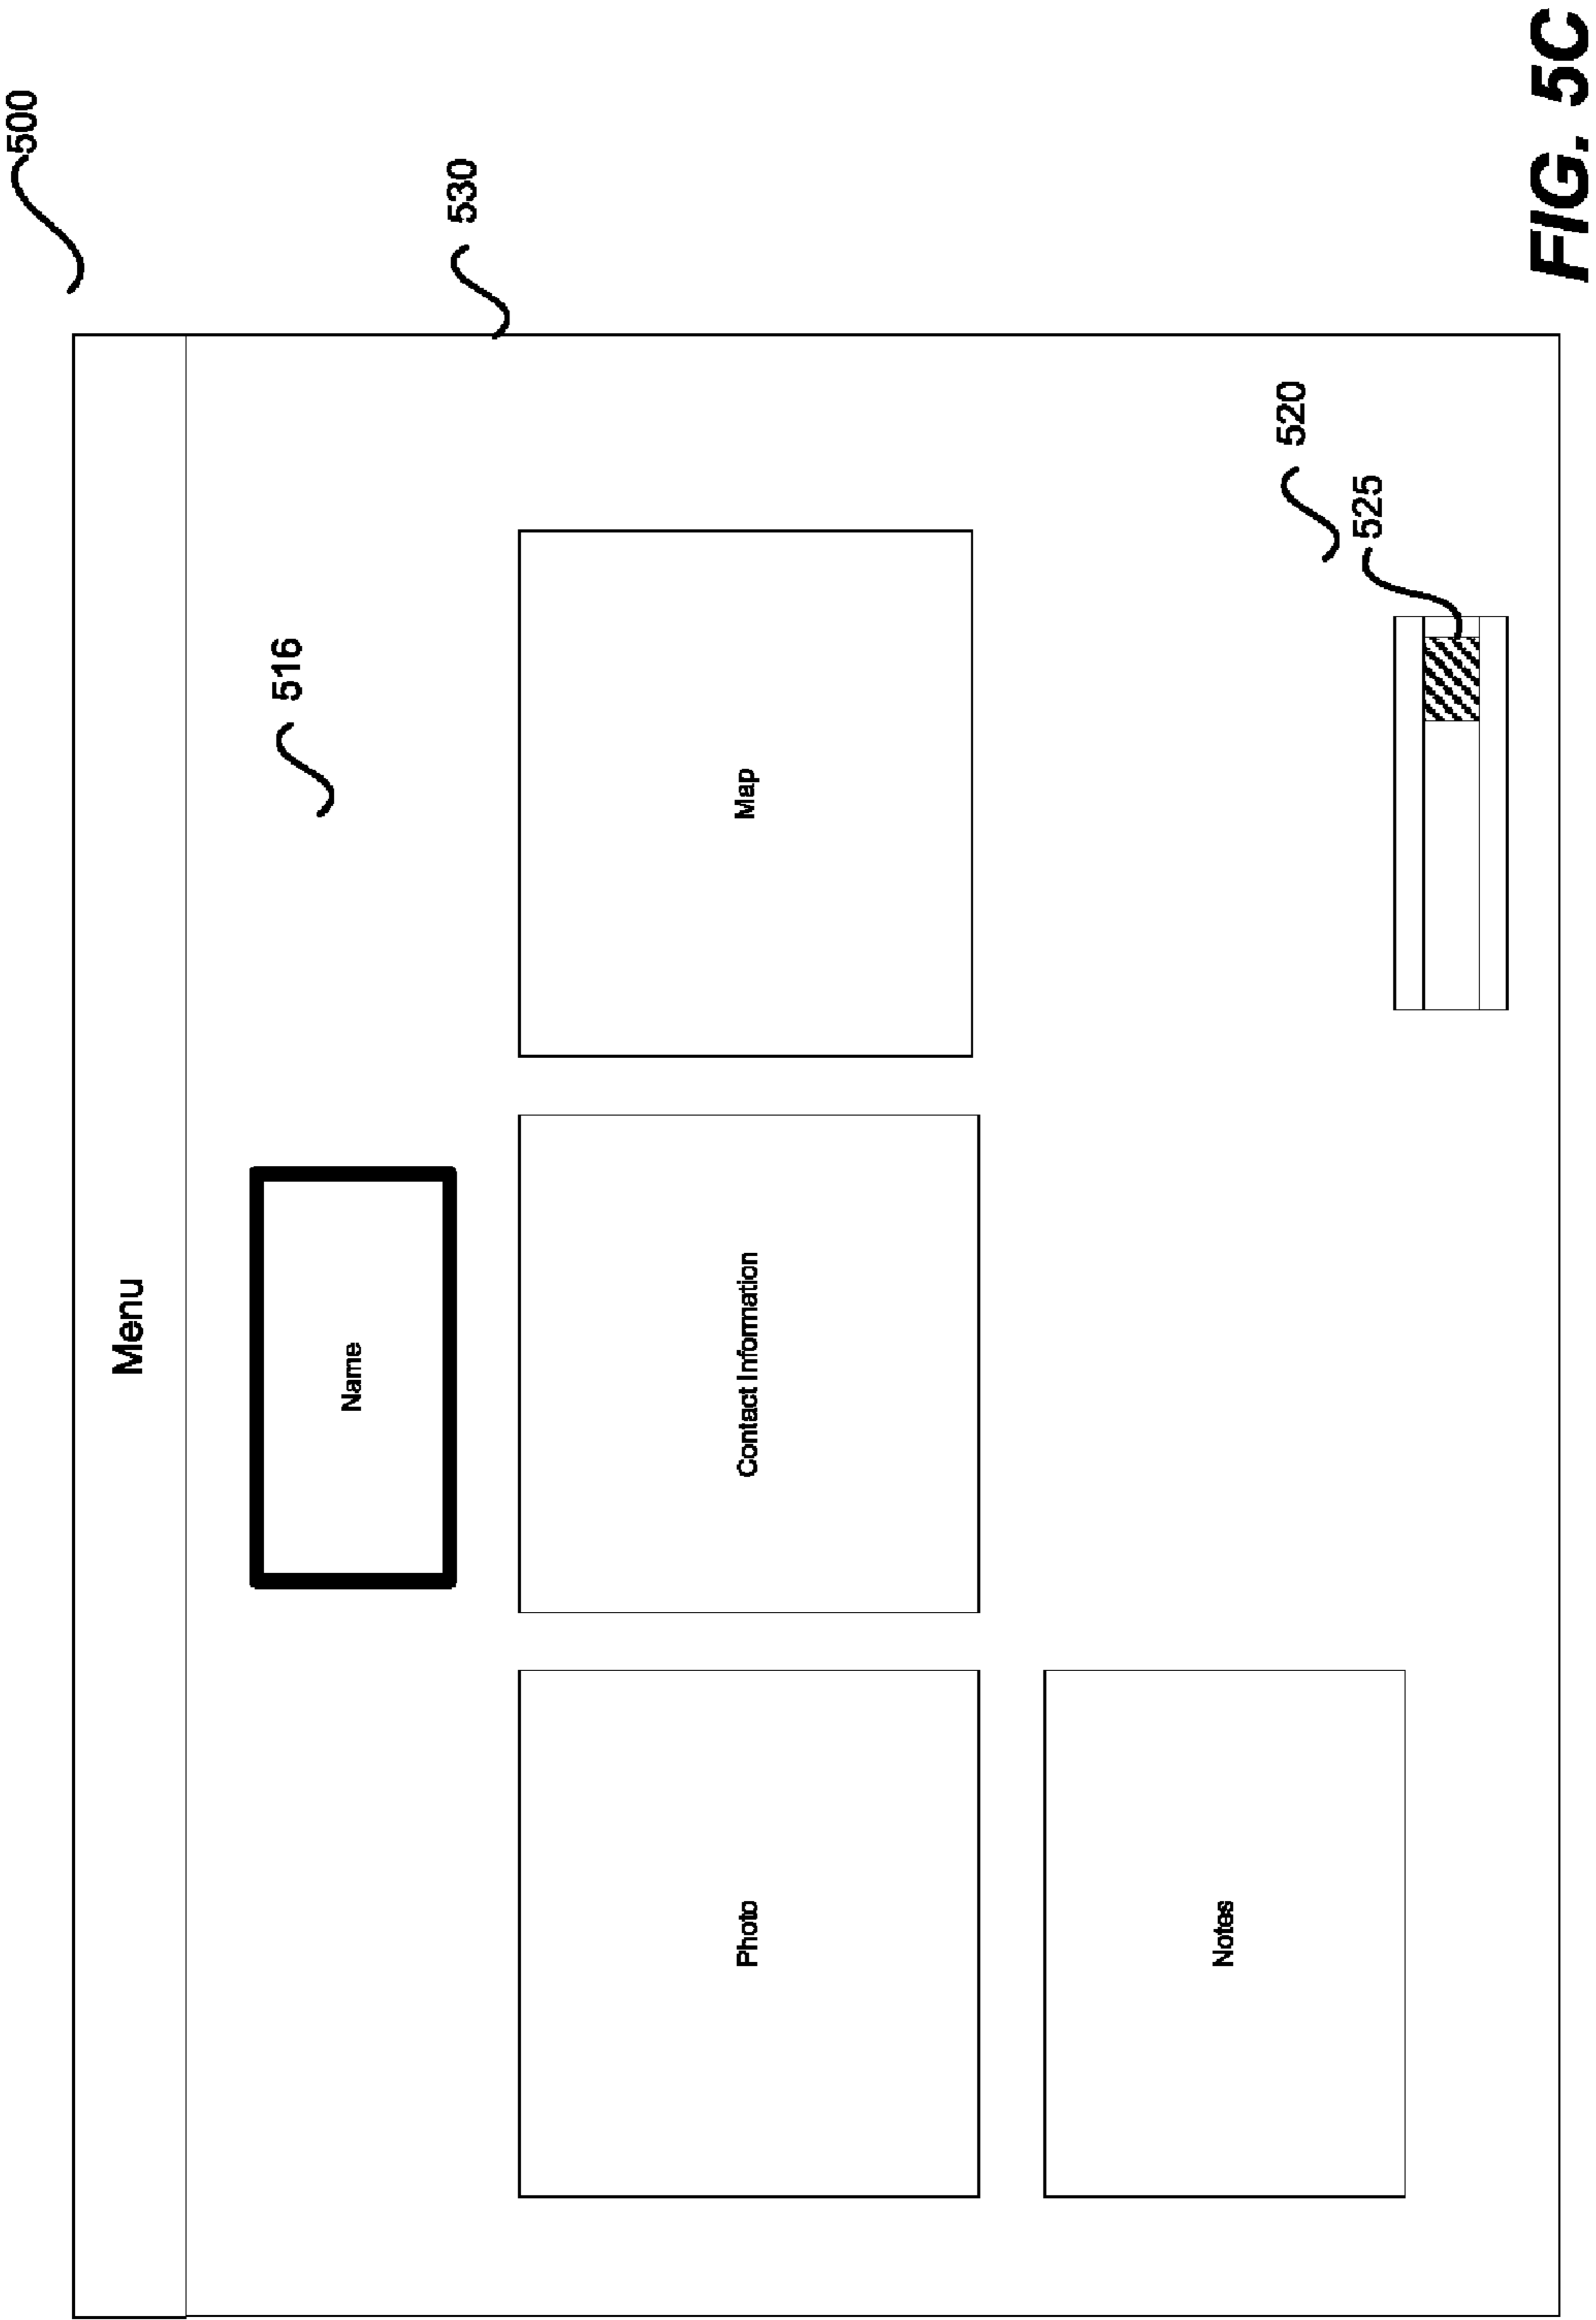 500
Menu
530
516
Name
Photo
Contact Information
Map
Notes
520
525
FIG. 5C